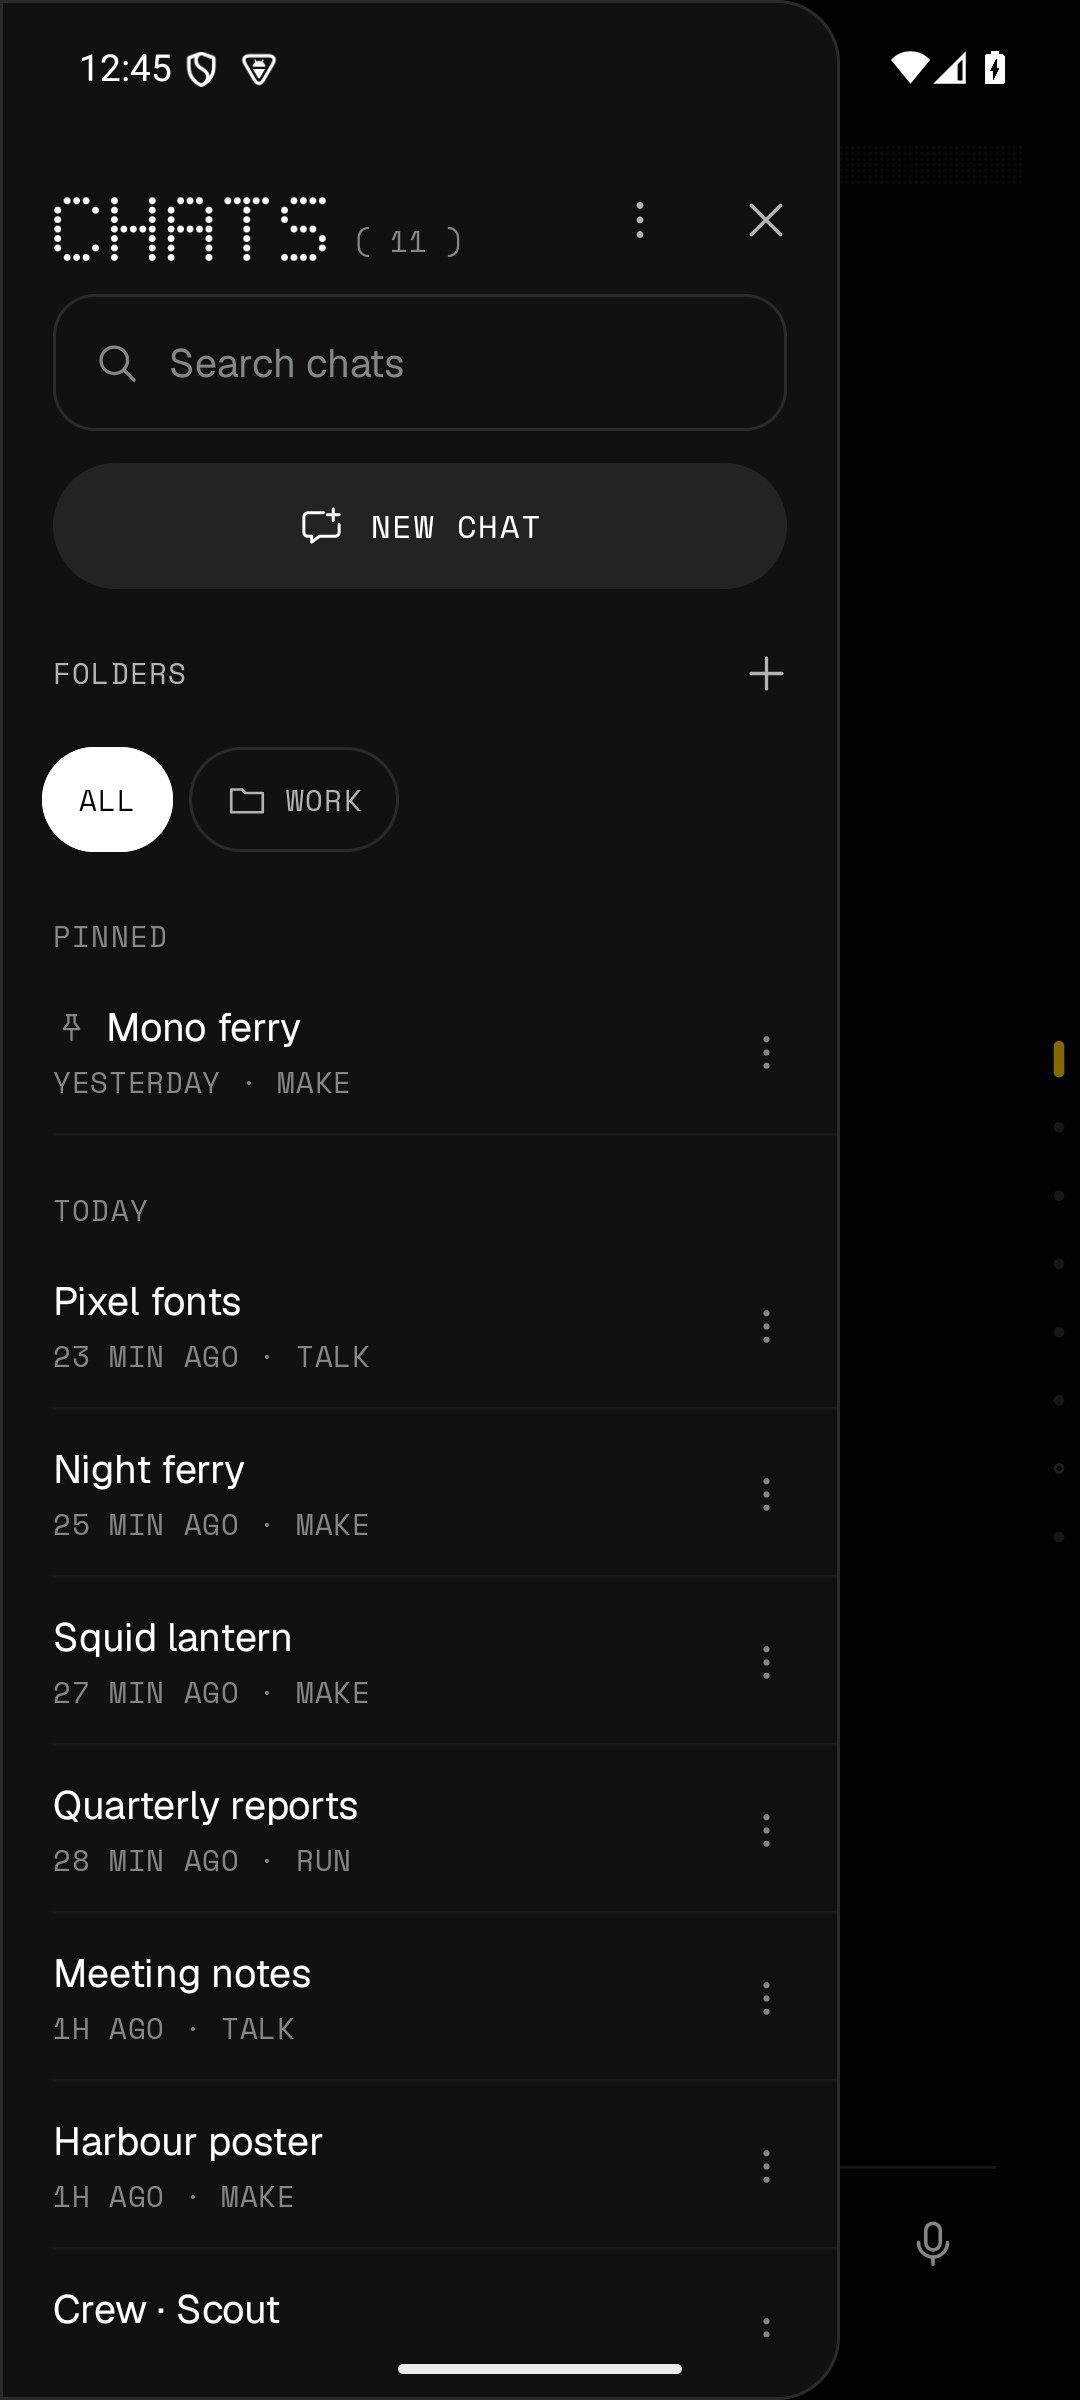 12:45
CHATS ( 11 )
Search chats
NEW CHAT
FOLDERS
ALL
WORK
PINNED
Mono ferry
YESTERDAY · MAKE
TODAY
Pixel fonts
23 MIN AGO · TALK
Night ferry
25 MIN AGO · MAKE
Squid lantern
27 MIN AGO · MAKE
Quarterly reports
28 MIN AGO · RUN
Meeting notes
1H AGO · TALK
Harbour poster
1H AGO · MAKE
Crew · Scout